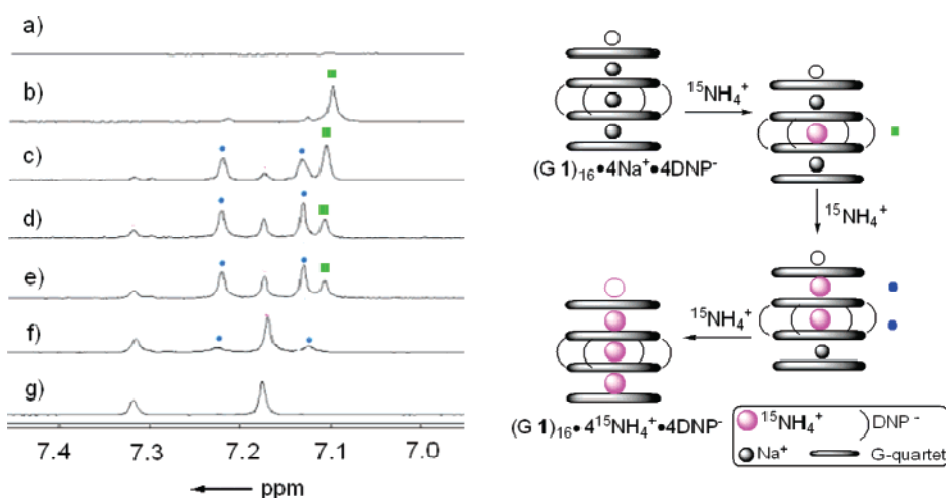 a)
b)
c)
d)
e)
f)
g)
7.4 7.3 7.2 7.1 7.0
ppm
¹⁵NH₄⁺
(G 1)₁₆•4Na⁺•4DNP⁻
¹⁵NH₄⁺
¹⁵NH₄⁺
(G 1)₁₆•4¹⁵NH₄⁺•4DNP⁻
¹⁵NH₄⁺ DNP⁻
Na⁺ G-quartet